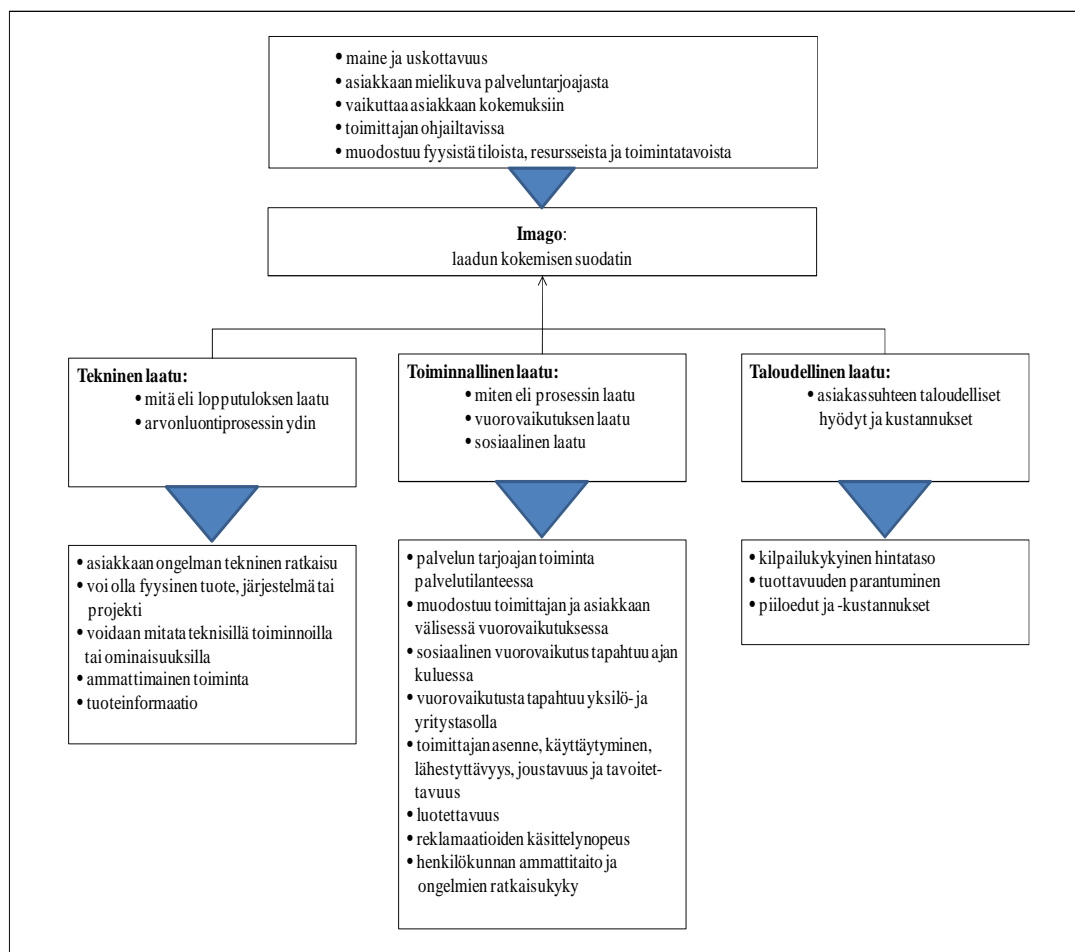 • maine ja uskottavuus
• asiakkaan mielikuva palveluntarjoajasta
• vaikuttaa asiakkaan kokemuksiin
• toimittajan ohjailtavissa
• muodostuu fyysistä tiloista, resursseista ja toimintatavoista
Imago:
laadun kokemisen suodatin
Tekninen laatu:
• mitä eli lopputuloksen laatu
• arvonluontiprosessin ydin
Toiminnallinen laatu:
• miten eli prosessin laatu
• vuorovaikutuksen laatu
• sosiaalinen laatu
Taloudellinen laatu:
• asiakassuhteen taloudelliset
hyödyt ja kustannukset
• asiakkaan ongelman tekninen ratkaisu
• voi olla fyysinen tuote, järjestelmä tai
projekti
• voidaan mitata teknisillä toiminnoilla
tai ominaisuuksilla
• ammattimainen toiminta
• tuoteinformaatio
• palvelun tarjoajan toiminta
palvelutilanteessa
• muodostuu toimittajan ja asiakkaan
välisessä vuorovaikutuksessa
• sosiaalinen vuorovaikutus tapahtuu ajan
kuluessa
• vuorovaikutusta tapahtuu yksilö- ja
yritystasolla
• toimittajan asenne, käyttäytyminen,
lähestyttävyys, joustavuus ja tavoitet-
tavuus
• luotettavuus
• reklamaatioiden käsittelynopeus
• henkilökunnan ammattitaito ja
ongelmien ratkaisukyky
• kilpailukykyinen hintataso
• tuottavuuden parantuminen
• piiloedut ja -kustannukset